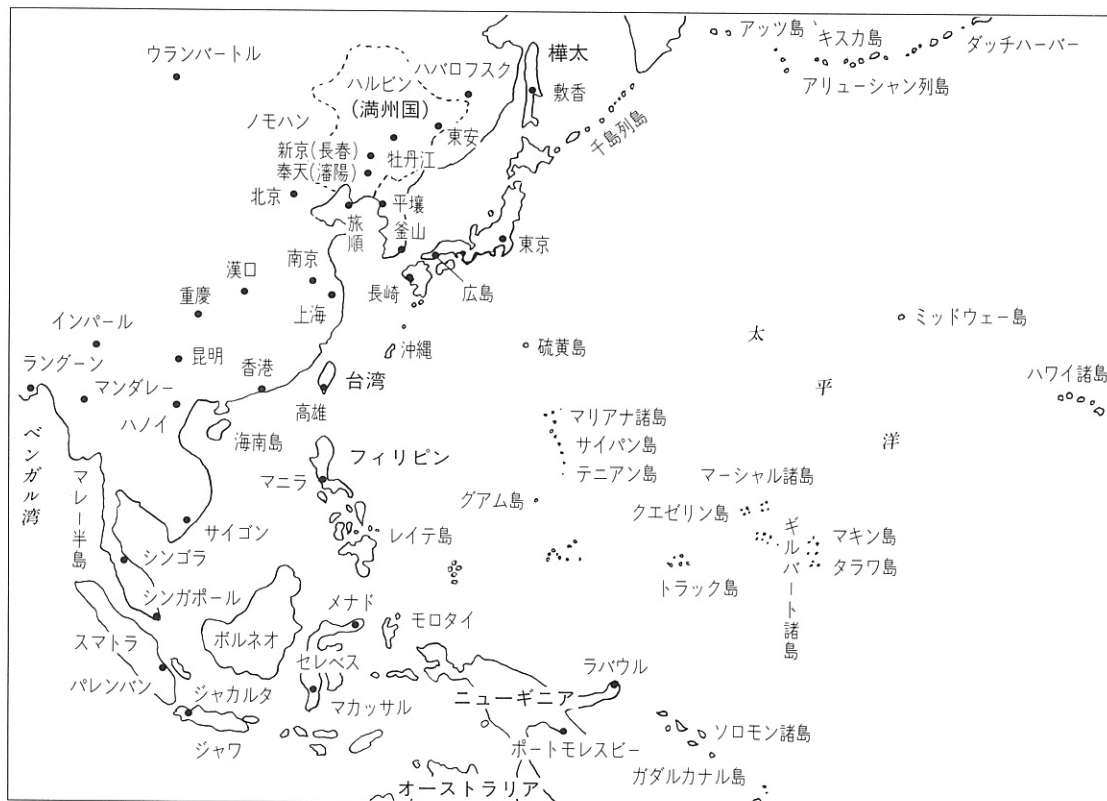 ウランバートル
ハルビン
ハバロフスク
(満州国)
樺太
敷香
アッツ島
キスカ島
ダッチハーバー
アリューシャン列島
千島列島
ノモハン
新京(長春)
奉天(瀋陽)
牡丹江
東安
北京
旅順
平壤
釜山
東京
広島
長崎
南京
漢口
重慶
上海
インパール
昆明
香港
沖縄
硫黄島
太平洋
ミッドウェー島
ハワイ諸島
ラングーン
マンダレー
ハノイ
台湾
高雄
海南島
ベンガル湾
マレー半島
フィリピン
マニラ
マリアナ諸島
サイパン島
テニアン島
グアム島
マーシャル諸島
クエゼリン島
ギルバート諸島
マキン島
タラワ島
トラック島
サイゴン
レイテ島
シンゴラ
シンガポール
スマトラ
パレンバン
ボルネオ
メナド
モロタイ
セレベス
マカッサル
ジャカルタ
ジャワ
ラバウル
ニューギニア
ポートモレスビー
ソロモン諸島
ガダルカナル島
オーストラリア